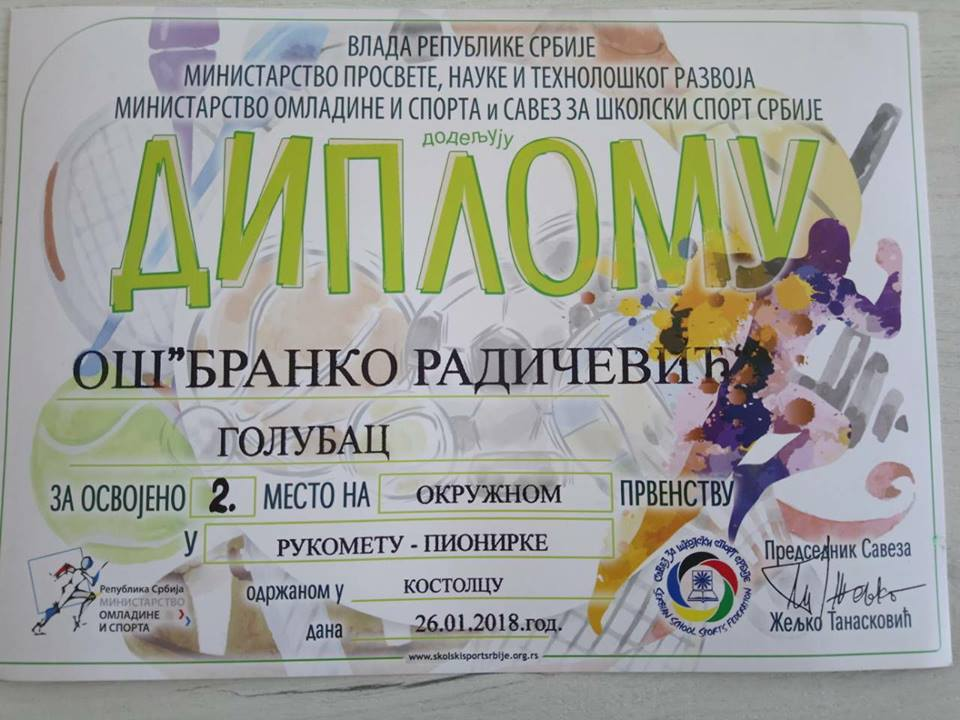 ВЛАДА РЕПУБЛИКЕ СРБИЈЕ
МИНИСТАРСТВО ПРОСВЕТЕ, НАУКЕ И ТЕХНОЛОШКОГ РАЗВОЈА
МИНИСТАРСТВО ОМЛАДИНЕ И СПОРТА и САВЕЗ ЗА ШКОЛСКИ СПОРТ СРБИЈЕ
додељују
ДИПЛОМУ
ОШ"БРАНКО РАДИЧЕВИЋ"
ГОЛУБАЦ
ЗА ОСВОЈЕНО 2. МЕСТО НА ОКРУЖНОМ ПРВЕНСТВУ
У РУКОМЕТУ - ПИОНИРКЕ
одржаном у КОСТОЛЦУ
дана 26.01.2018.год.
Република Србија
МИНИСТАРСТВО
ОМЛАДИНЕ
И СПОРТА
САВЕЗ ЗА ШКОЛСКИ СПОРТ СРБИЈЕ
SERBIAN SCHOOL SPORTS FEDERATION
Председник Савеза
Жељко Танасковић
www.skolskisportsrbije.org.rs